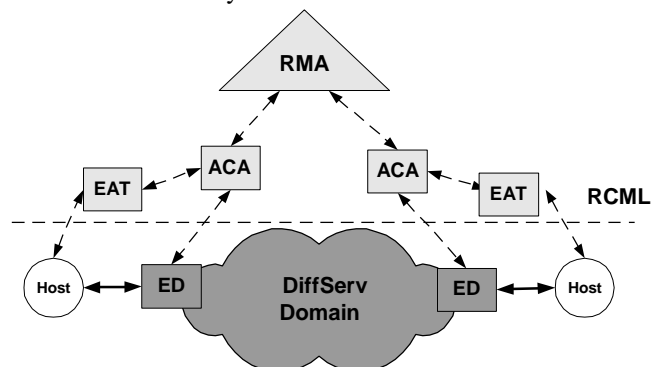 RMA
ACA
ACA
EAT
EAT
RCML
Host
ED
DiffServ
Domain
ED
Host